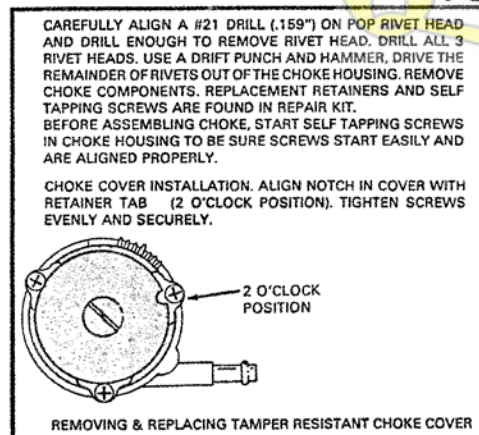 CAREFULLY ALIGN A #21 DRILL (.159") ON POP RIVET HEAD
AND DRILL ENOUGH TO REMOVE RIVET HEAD. DRILL ALL 3
RIVET HEADS. USE A DRIFT PUNCH AND HAMMER, DRIVE THE
REMAINDER OF RIVETS OUT OF THE CHOKE HOUSING. REMOVE
CHOKE COMPONENTS. REPLACEMENT RETAINERS AND SELF
TAPPING SCREWS ARE FOUND IN REPAIR KIT.
BEFORE ASSEMBLING CHOKE, START SELF TAPPING SCREWS
IN CHOKE HOUSING TO BE SURE SCREWS START EASILY AND
ARE ALIGNED PROPERLY.
CHOKE COVER INSTALLATION. ALIGN NOTCH IN COVER WITH
RETAINER TAB (2 O'CLOCK POSITION). TIGHTEN SCREWS
EVENLY AND SECURELY.
2 O'CLOCK
POSITION
REMOVING & REPLACING TAMPER RESISTANT CHOKE COVER